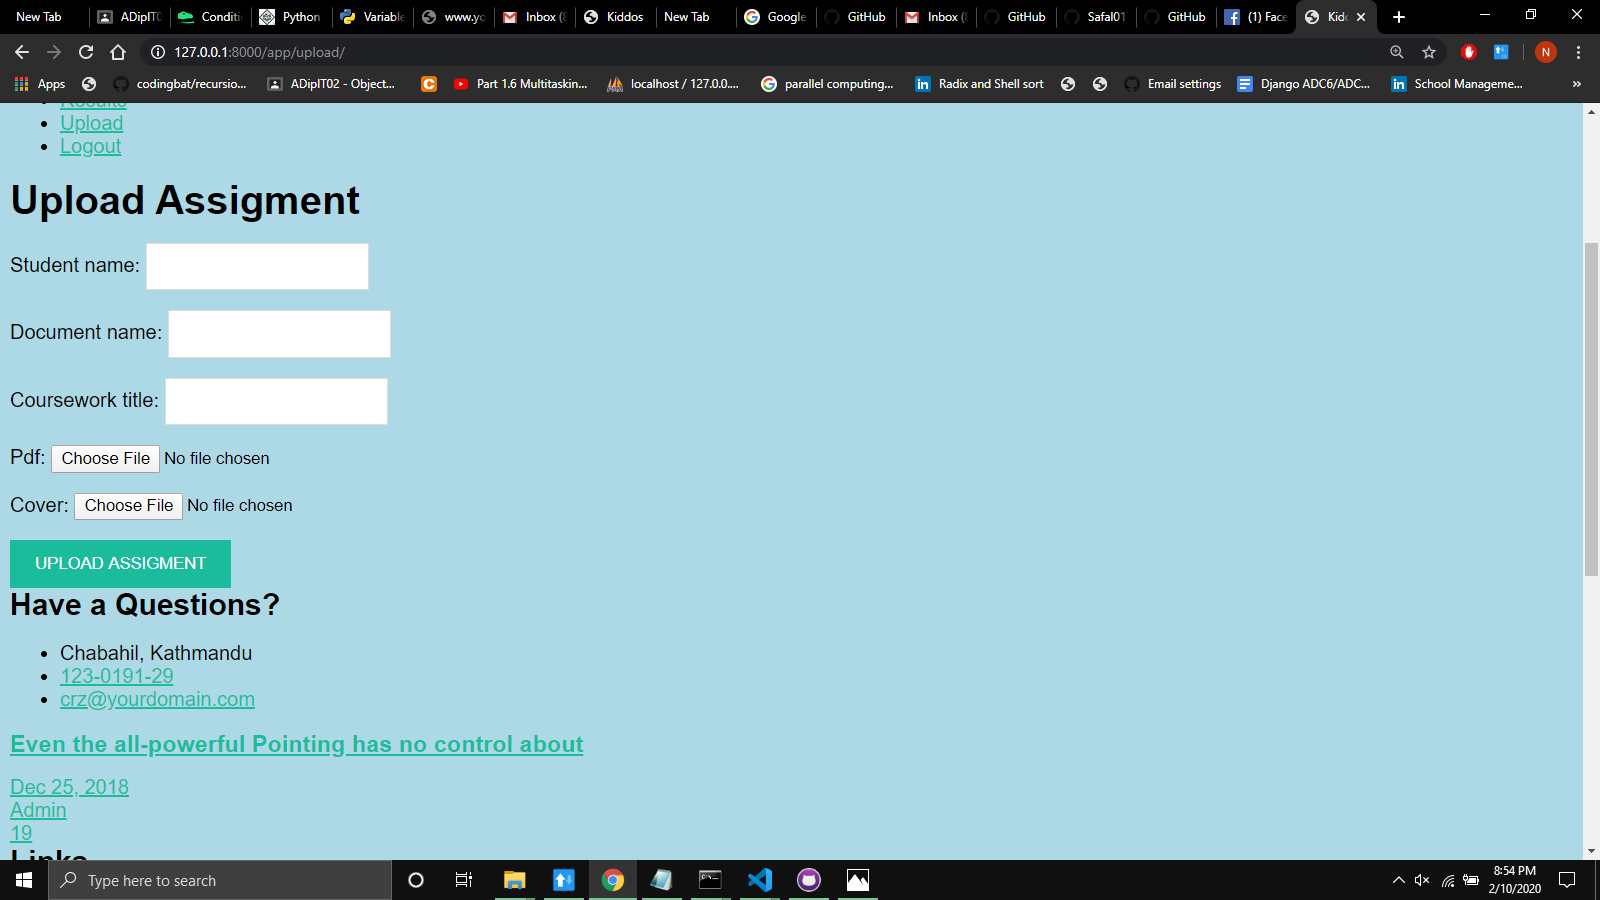 New Tab ADipIT0 Conditi Python Variable www.yo Inbox (8 Kiddos New Tab Google GitHub Inbox (8 GitHub Safal01 GitHub (1) Face Kidd
127.0.0.1:8000/app/upload/ N
Apps codingbat/recursio... ADipIT02 - Object... Part 1.6 Multitaskin... localhost / 127.0.0.... parallel computing... Radix and Shell sort Email settings Django ADC6/ADC... School Manageme... »
Results
Upload
Logout
Upload Assigment
Student name:
Document name:
Coursework title:
Pdf: Choose File No file chosen
Cover: Choose File No file chosen
UPLOAD ASSIGMENT
Have a Questions?
Chabahil, Kathmandu
123-0191-29
crz@yourdomain.com
Even the all-powerful Pointing has no control about
Dec 25, 2018
Admin
19
Links
Type here to search
8:54 PM
2/10/2020